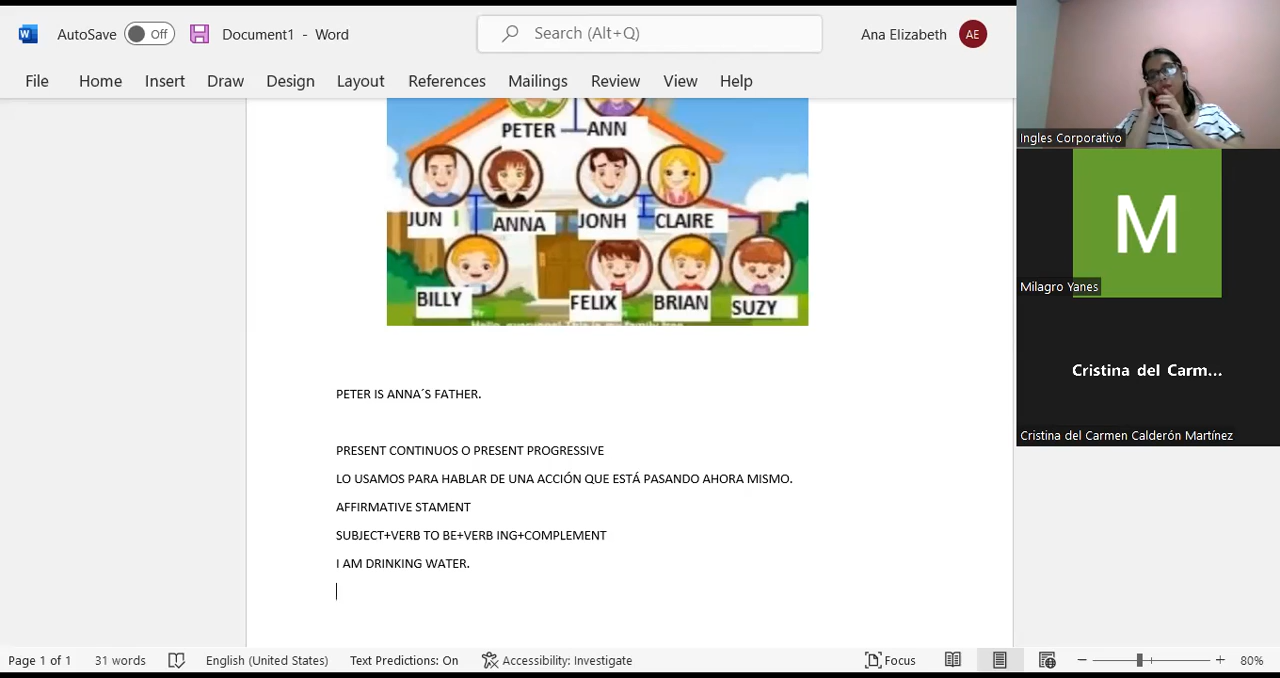 W AutoSave Off Document1 - Word Search (Alt+Q) Ana Elizabeth AE
File Home Insert Draw Design Layout References Mailings Review View Help
PETER ANN
JUN ANNA JONH CLAIRE
BILLY FELIX BRIAN SUZY
PETER IS ANNA´S FATHER.
PRESENT CONTINUOS O PRESENT PROGRESSIVE
LO USAMOS PARA HABLAR DE UNA ACCIÓN QUE ESTÁ PASANDO AHORA MISMO.
AFFIRMATIVE STAMENT
SUBJECT+VERB TO BE+VERB ING+COMPLEMENT
I AM DRINKING WATER.
Page 1 of 1 31 words English (United States) Text Predictions: On Accessibility: Investigate Focus 80%
Ingles Corporativo
M
Milagro Yanes
Cristina del Carm...
Cristina del Carmen Calderón Martínez